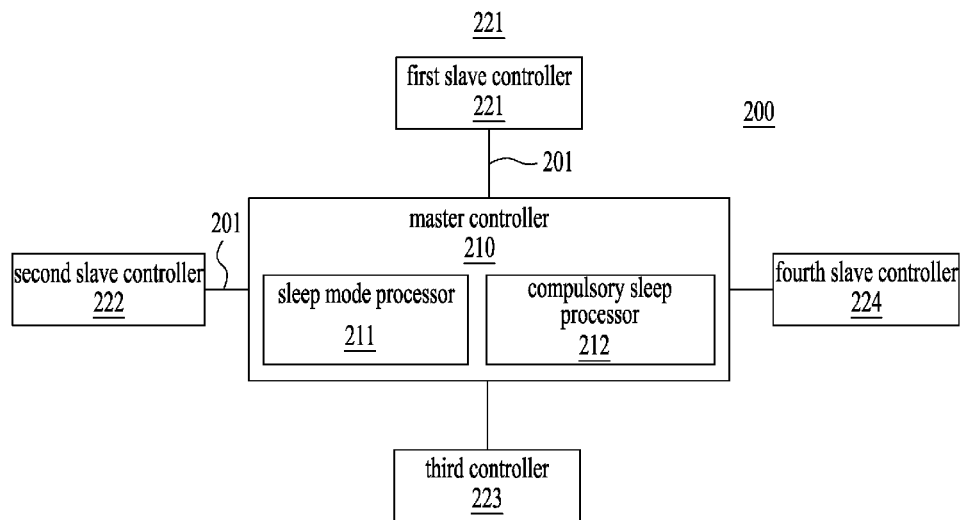 221
first slave controller
221
200
201
master controller
210
201
second slave controller
222
sleep mode processor
211
compulsory sleep
processor
212
fourth slave controller
224
third controller
223